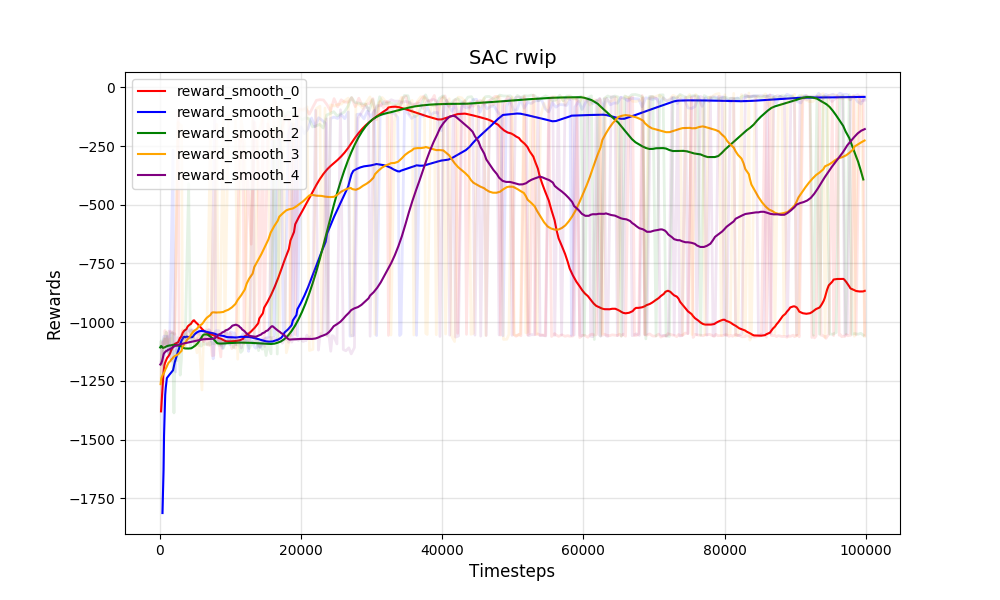 SAC rwip
reward_smooth_0
reward_smooth_1
reward_smooth_2
reward_smooth_3
reward_smooth_4
0
−250
−500
−750
−1000
−1250
−1500
−1750
Rewards
0 20000 40000 60000 80000 100000
Timesteps